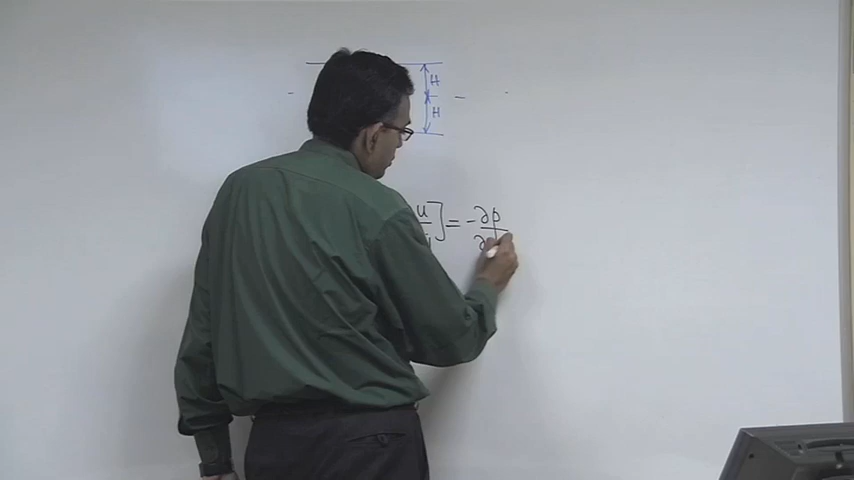 H
H
u] = - ∂p
∂